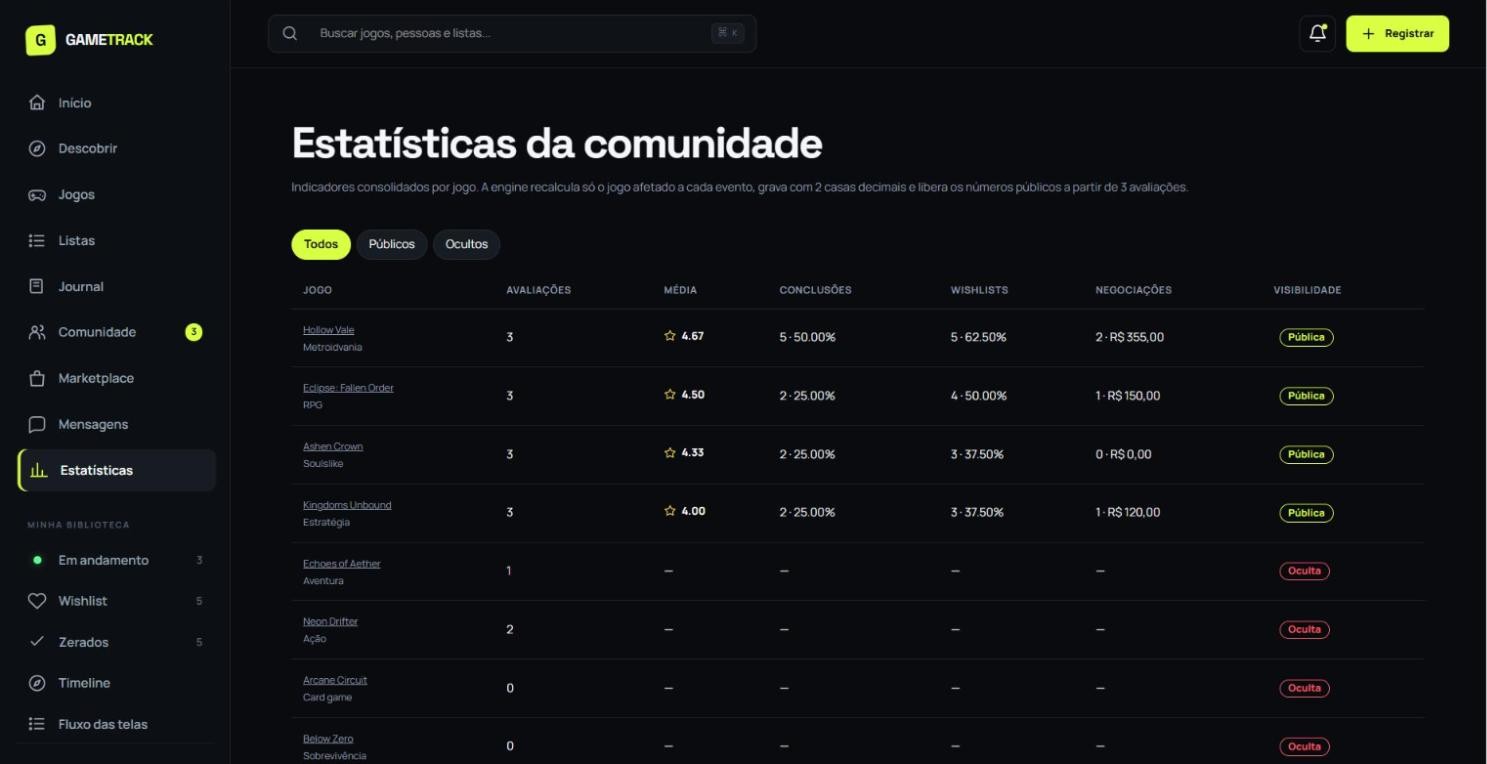 G GAMETRACK
Buscar jogos, pessoas e listas...
⌘ K
+ Registrar
Início
Descobrir
Jogos
Listas
Journal
Comunidade 3
Marketplace
Mensagens
Estatísticas
MINHA BIBLIOTECA
Em andamento 3
Wishlist 5
Zerados 5
Timeline
Fluxo das telas
Estatísticas da comunidade
Indicadores consolidados por jogo. A engine recalcula só o jogo afetado a cada evento, grava com 2 casas decimais e libera os números públicos a partir de 3 avaliações.
Todos Públicos Ocultos
JOGO AVALIAÇÕES MÉDIA CONCLUSÕES WISHLISTS NEGOCIAÇÕES VISIBILIDADE
Hollow Vale
Metroidvania
3 4.67 5 · 50.00% 5 · 62.50% 2 · R$ 355,00 Pública
Eclipse: Fallen Order
RPG
3 4.50 2 · 25.00% 4 · 50.00% 1 · R$ 150,00 Pública
Ashen Crown
Soulslike
3 4.33 2 · 25.00% 3 · 37.50% 0 · R$ 0,00 Pública
Kingdoms Unbound
Estratégia
3 4.00 2 · 25.00% 3 · 37.50% 1 · R$ 120,00 Pública
Echoes of Aether
Aventura
1 — — — — Oculta
Neon Drifter
Ação
2 — — — — Oculta
Arcane Circuit
Card game
0 — — — — Oculta
Below Zero
Sobrevivência
0 — — — — Oculta